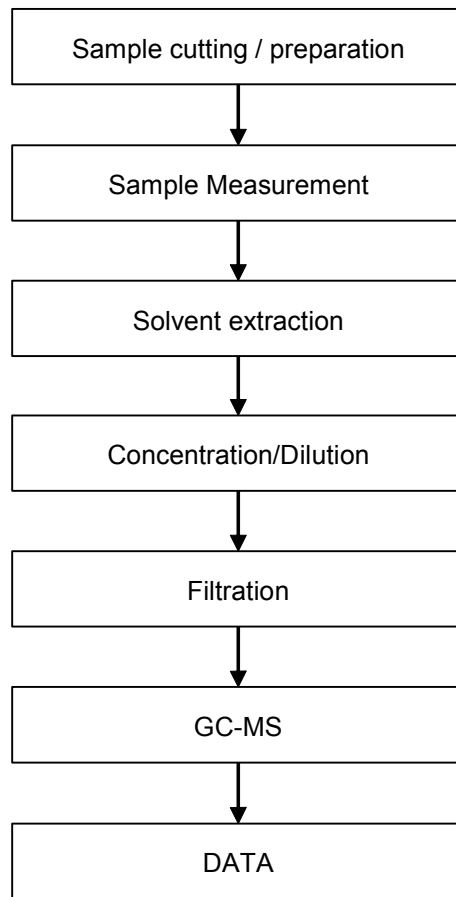 Sample cutting / preparation
Sample Measurement
Solvent extraction
Concentration/Dilution
Filtration
GC-MS
DATA